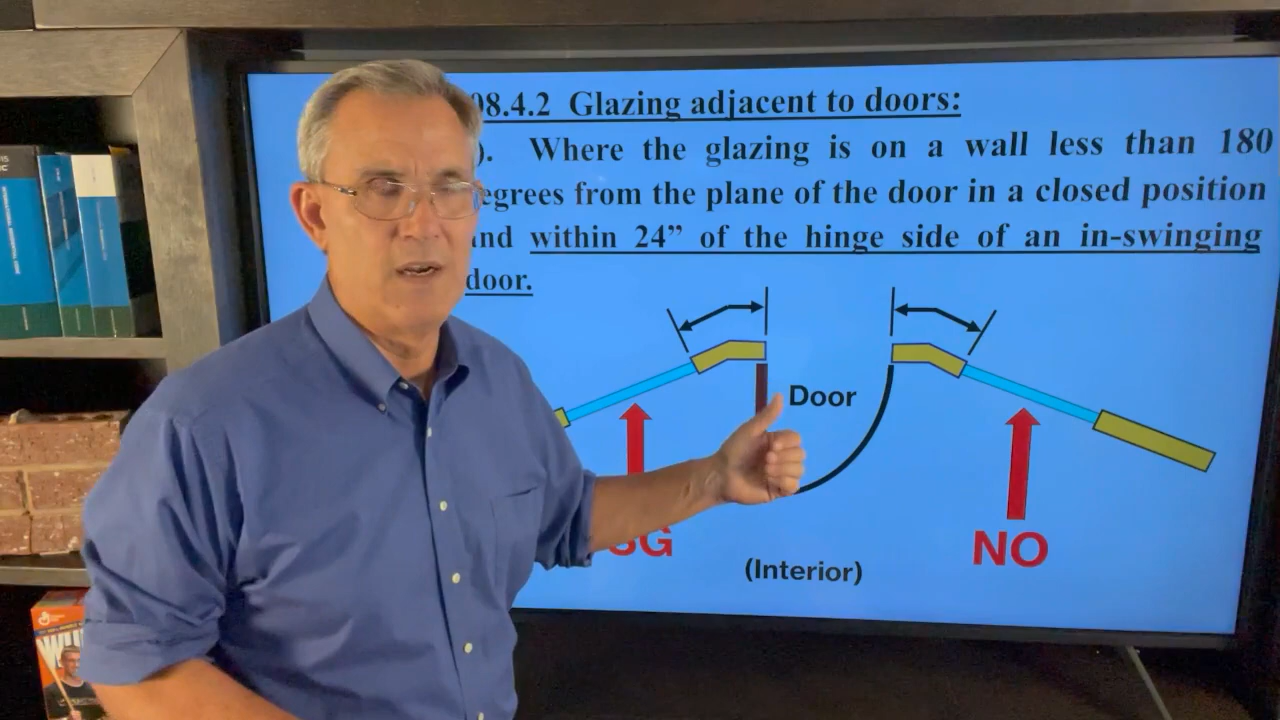 08.4.2 Glazing adjacent to doors:
). Where the glazing is on a wall less than 180
egrees from the plane of the door in a closed position
and within 24” of the hinge side of an in-swinging
door.
Door
SG
NO
(Interior)